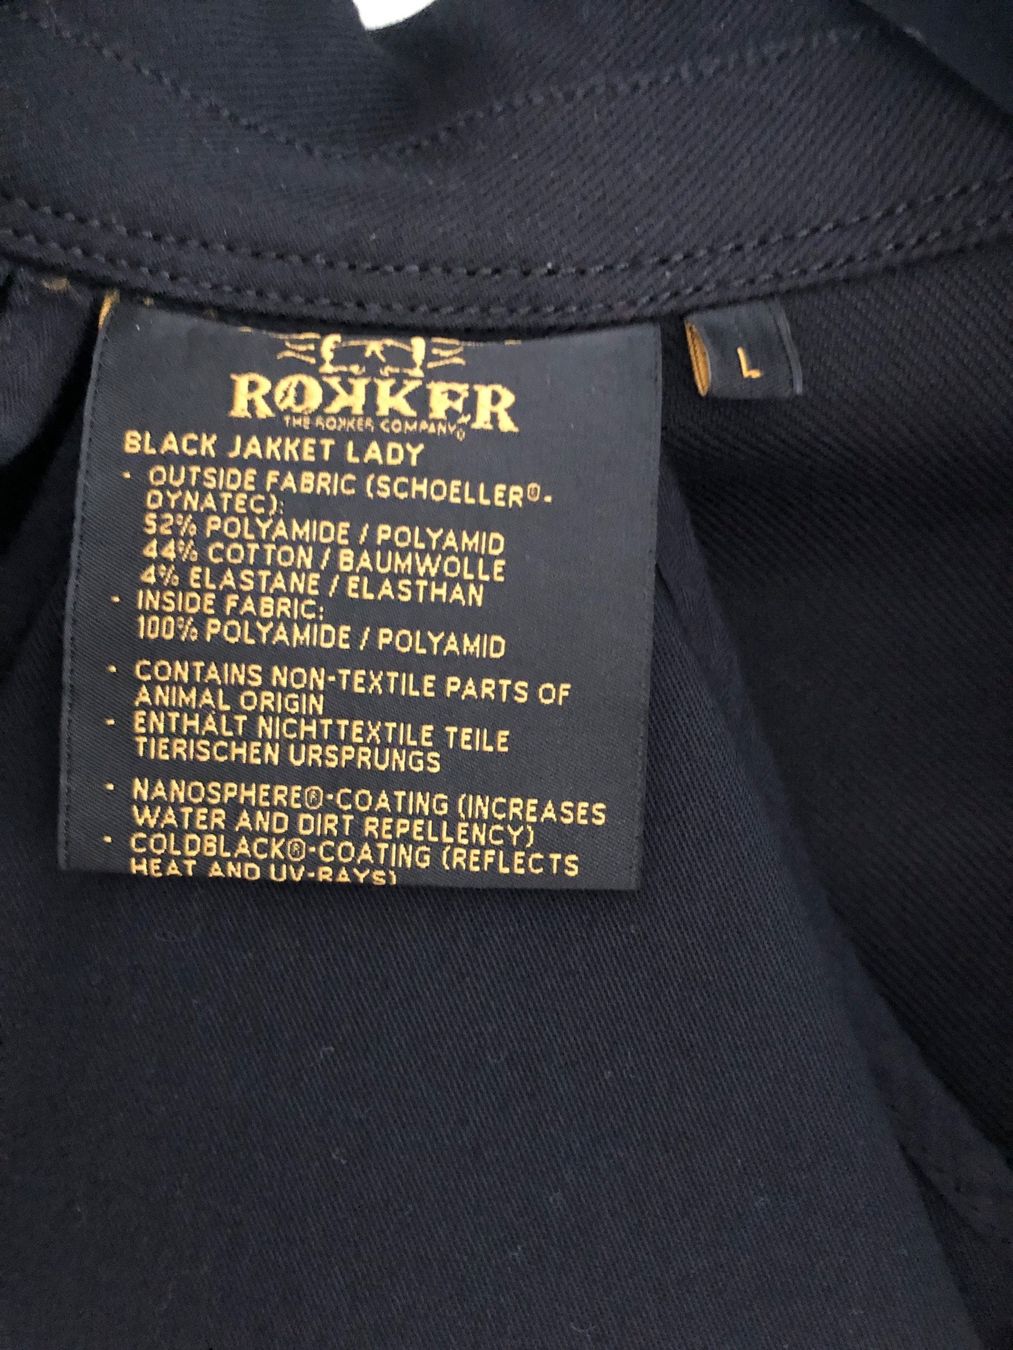 ROKKER
THE ROKKER COMPANY
L
BLACK JAKKET LADY
- OUTSIDE FABRIC (SCHOELLER®-
DYNATEC):
52% POLYAMIDE / POLYAMID
44% COTTON / BAUMWOLLE
4% ELASTANE / ELASTHAN
- INSIDE FABRIC:
100% POLYAMIDE / POLYAMID
- CONTAINS NON-TEXTILE PARTS OF
ANIMAL ORIGIN
- ENTHÄLT NICHTTEXTILE TEILE
TIERISCHEN URSPRUNGS
- NANOSPHERE®-COATING (INCREASES
WATER AND DIRT REPELLENCY)
- COLDBLACK®-COATING (REFLECTS
HEAT AND UV-RAYS)